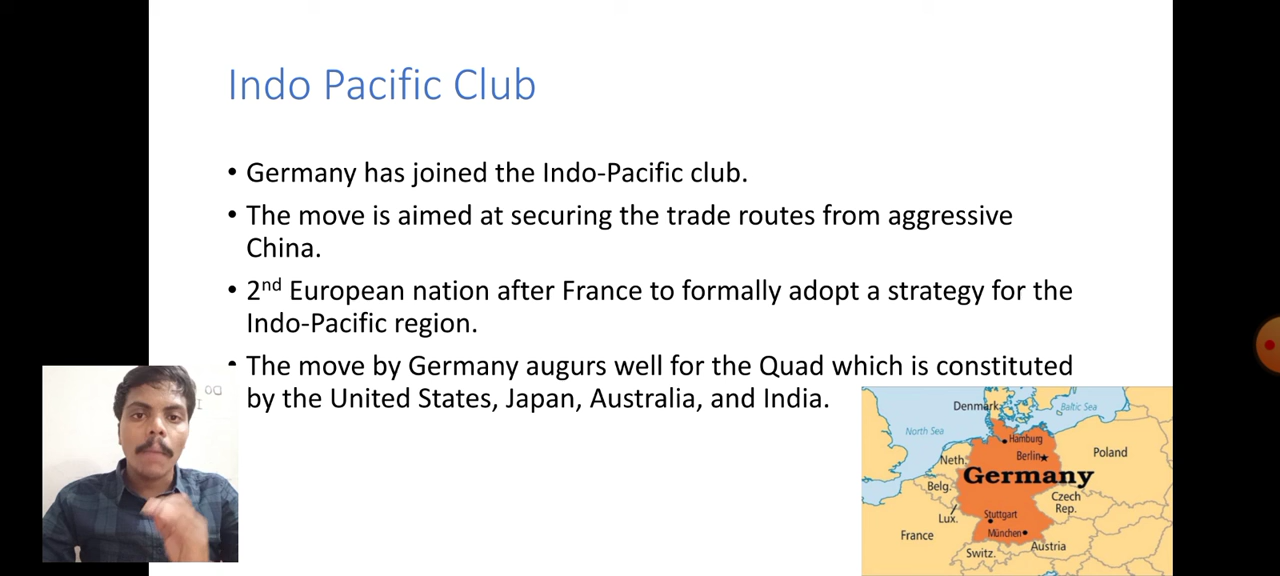 Indo Pacific Club
• Germany has joined the Indo-Pacific club.
• The move is aimed at securing the trade routes from aggressive
China.
• 2nd European nation after France to formally adopt a strategy for the
Indo-Pacific region.
• The move by Germany augurs well for the Quad which is constituted
by the United States, Japan, Australia, and India.
Denmark
Baltic Sea
North Sea
Hamburg
Berlin
Poland
Neth.
Germany
Belg.
Czech
Rep.
Lux.
Stuttgart
France
München
Austria
Switz.